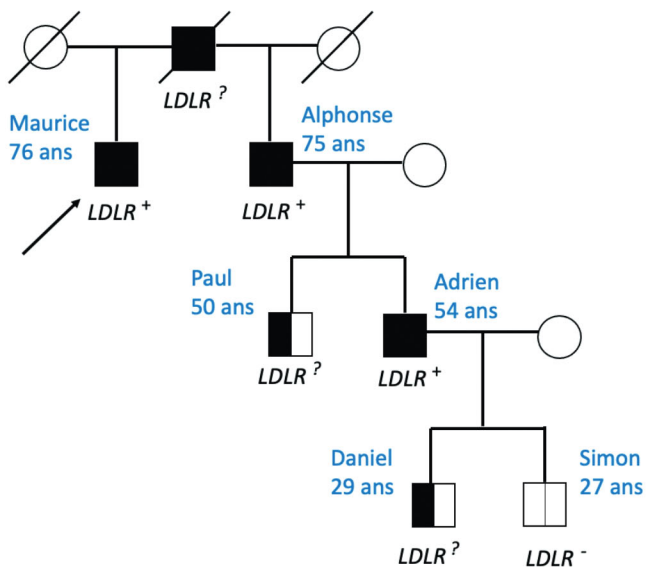 LDLR ?
Maurice
76 ans
LDLR +
Alphonse
75 ans
LDLR +
Paul
50 ans
LDLR ?
Adrien
54 ans
LDLR +
Daniel
29 ans
LDLR ?
Simon
27 ans
LDLR -